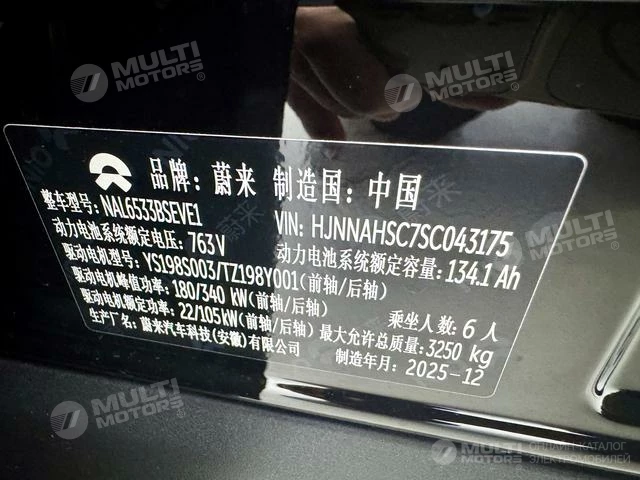 MULTI MOTORS®
MULTI MOTORS®
品牌: 蔚来 制造国: 中国
整车型号: NAL6533BSEVE1 VIN: HJNNAHSC7SC043175
动力电池系统额定电压: 763V 动力电池系统额定容量: 134.1 Ah
驱动电机型号: YS198S003/TZ198Y001(前轴/后轴)
驱动电机峰值功率: 180/340 kW(前轴/后轴) 乘坐人数: 6 人
驱动电机额定功率: 22/105kW(前轴/后轴) 最大允许总质量: 3250 kg
生产厂名: 蔚来汽车科技(安徽)有限公司 制造年月: 2025-12
MULTI MOTORS®
MULTI MOTORS
ОНЛАЙН-КАТАЛОГ
ЭЛЕКТРОМОБИЛЕЙ